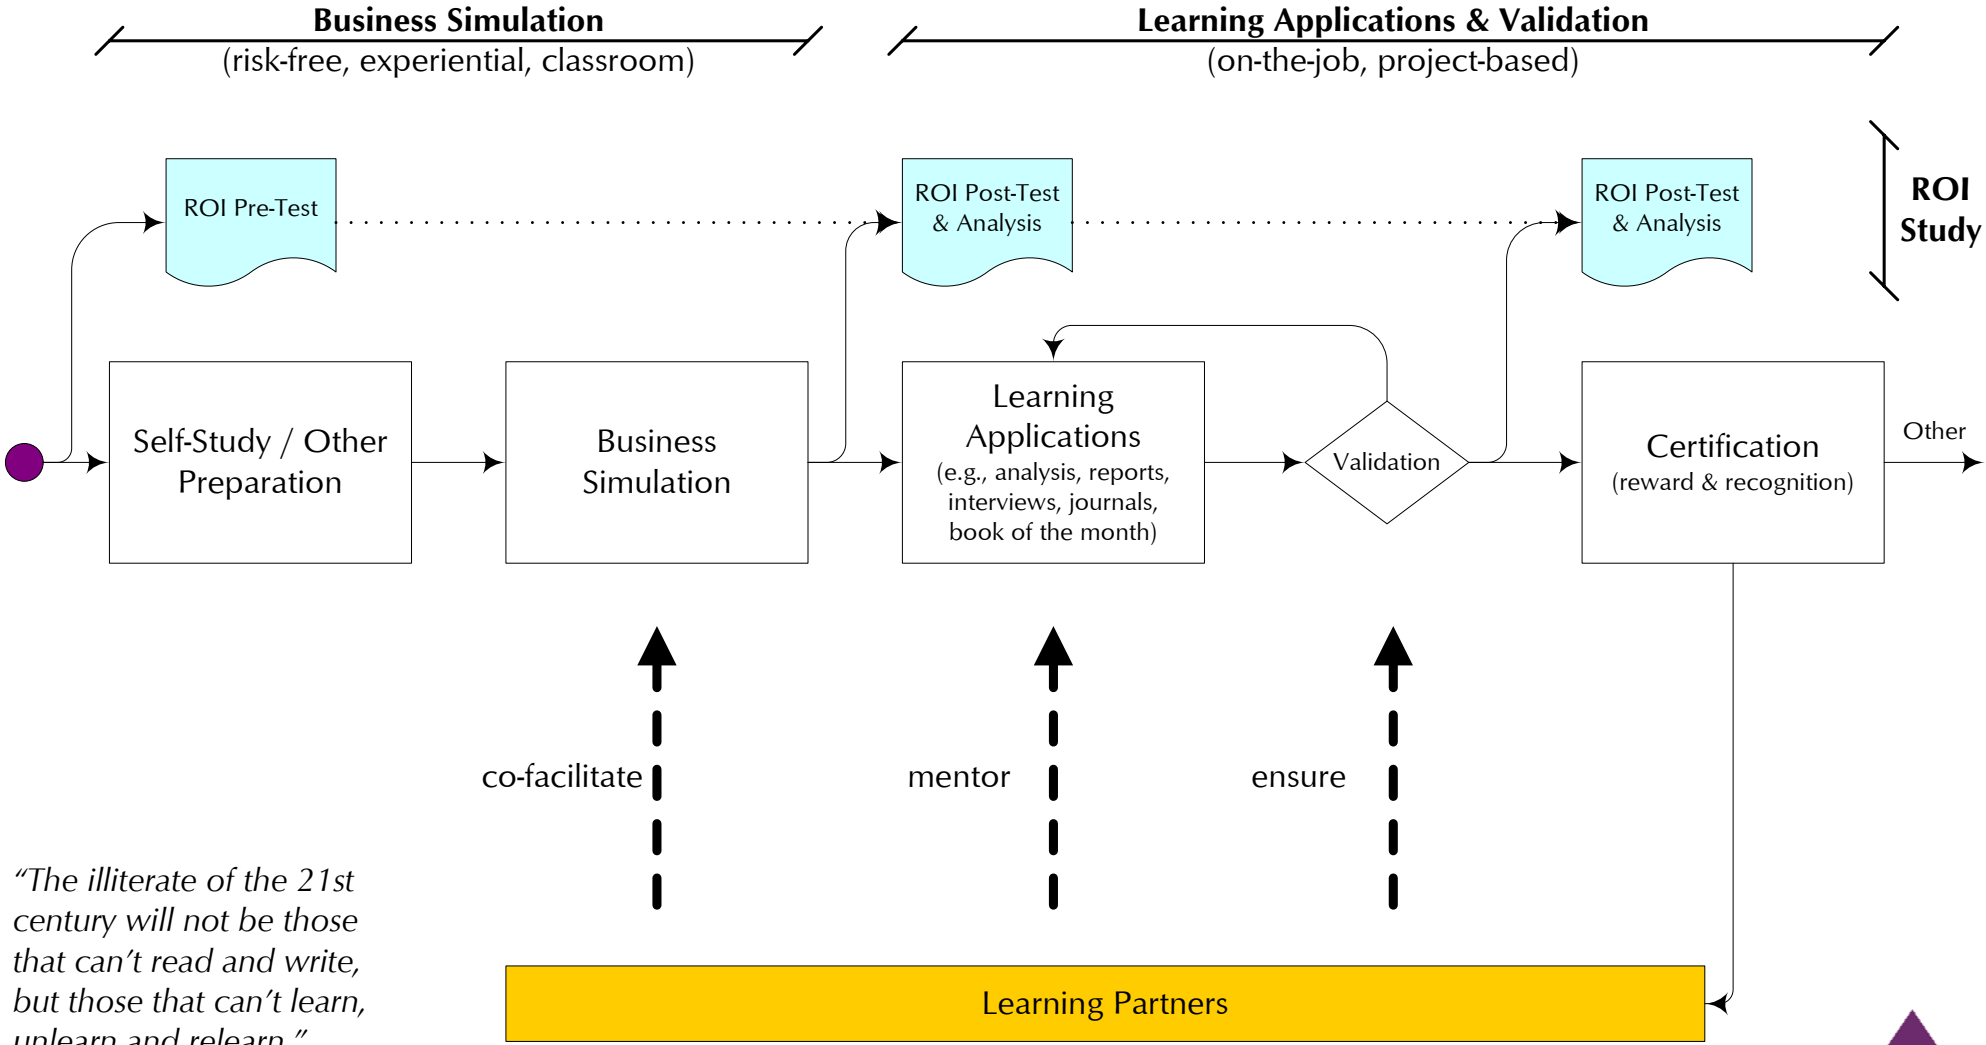 Business Simulation
(risk-free, experiential, classroom)
Learning Applications & Validation
(on-the-job, project-based)
ROI Pre-Test
ROI Post-Test
& Analysis
ROI Post-Test
& Analysis
ROI
Study
Self-Study / Other
Preparation
Business
Simulation
Learning
Applications
(e.g., analysis, reports,
interviews, journals,
book of the month)
Validation
Certification
(reward & recognition)
Other
co-facilitate
mentor
ensure
“The illiterate of the 21st
century will not be those
that can’t read and write,
but those that can’t learn,
unlearn and relearn.”
Learning Partners